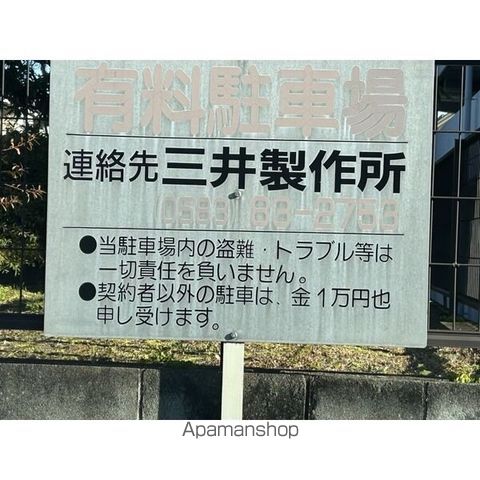 有料駐車場
連絡先 三井製作所
●当駐車場内の盗難・トラブル等は
一切責任を負いません。
●契約者以外の駐車は、金1万円也
申し受けます。
Apamanshop